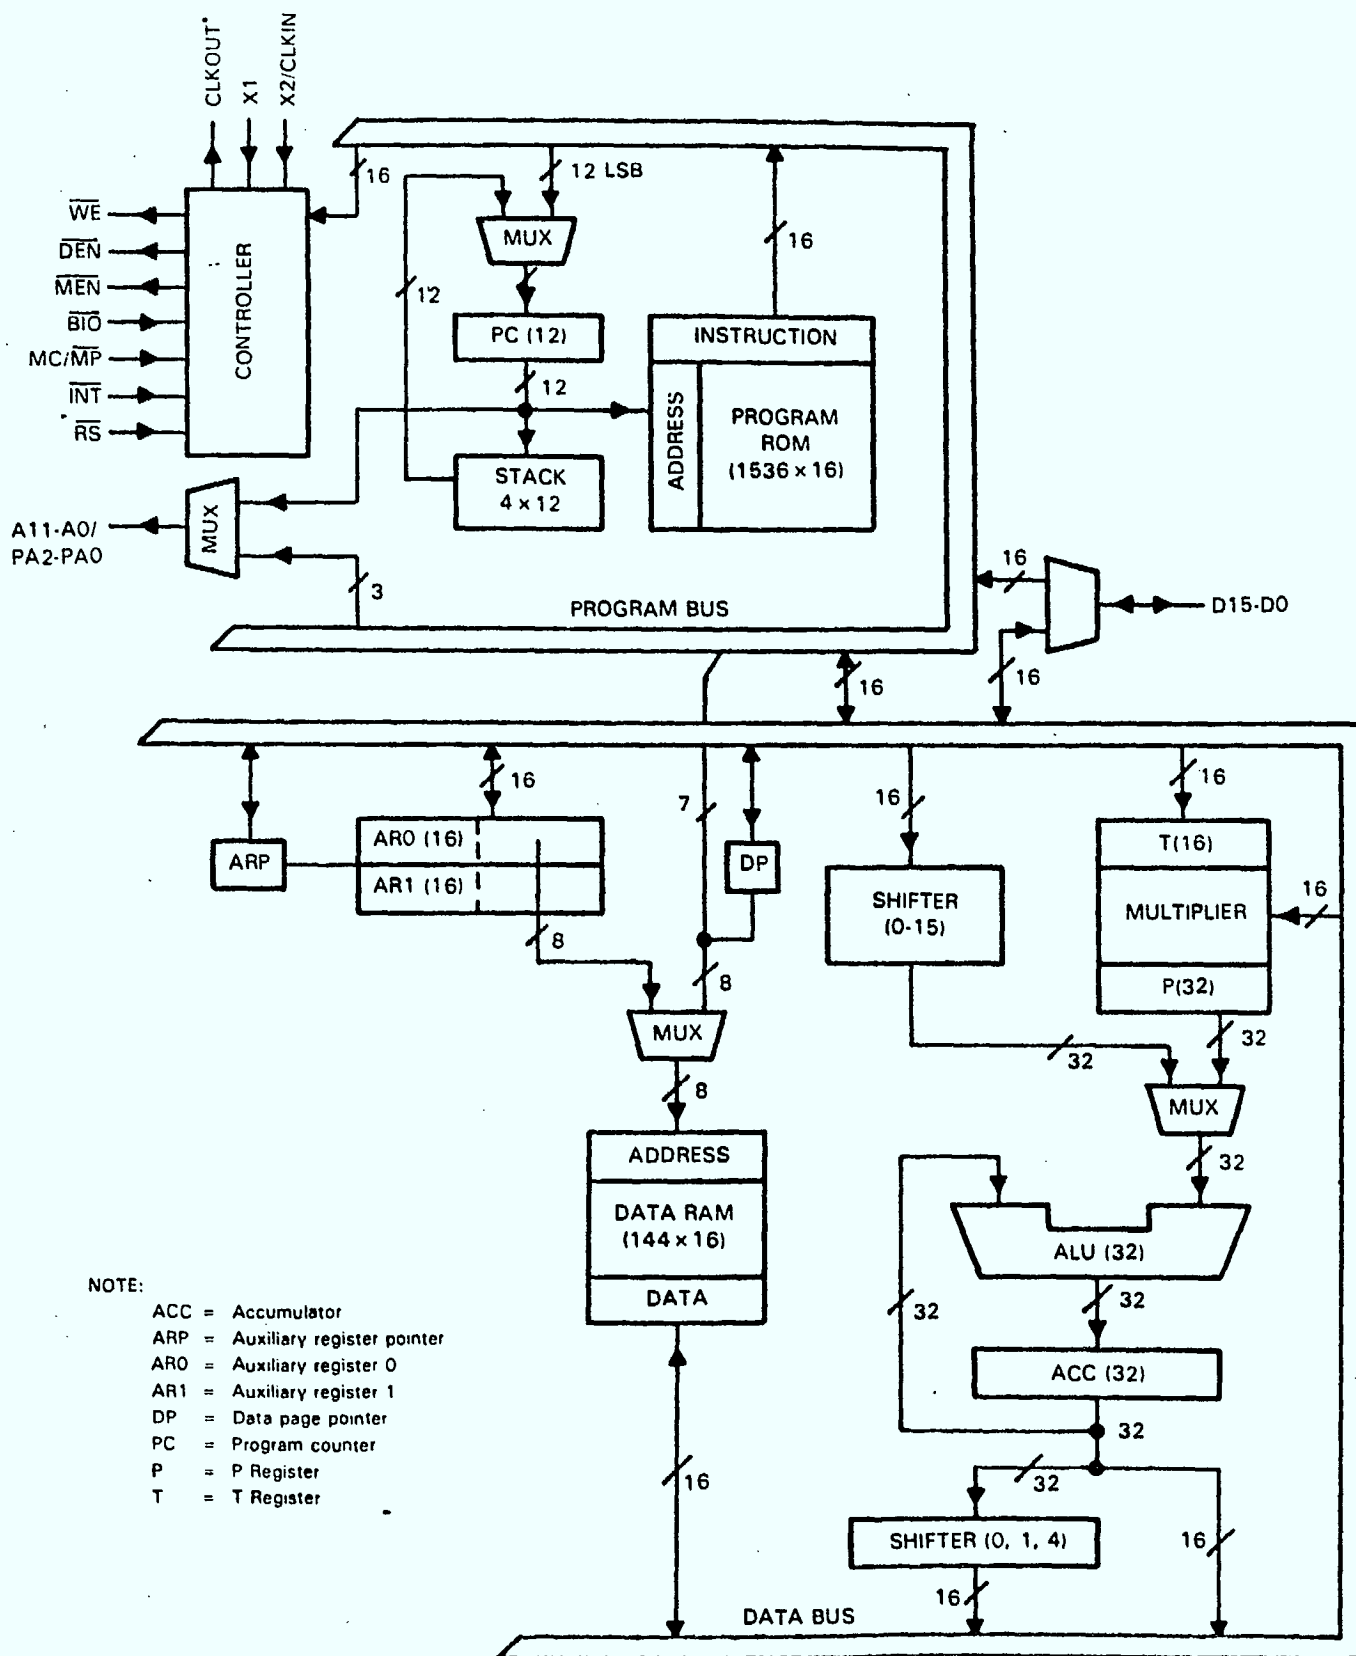 CLKOUT*
X1
X2/CLKIN
16
12 LSB
WE
DEN
MEN
BIO
MC/MP
INT
RS
CONTROLLER
MUX
12
16
PC (12)
12
INSTRUCTION
ADDRESS
PROGRAM
ROM
(1536 × 16)
STACK
4 × 12
A11-A0/
PA2-PA0
MUX
3
PROGRAM BUS
16
D15-D0
16
16
16
7
16
16
ARP
AR0 (16)
AR1 (16)
DP
T(16)
SHIFTER
(0-15)
MULTIPLIER
16
P(32)
8
8
MUX
32
32
8
MUX
32
ADDRESS
DATA RAM
(144 × 16)
DATA
ALU (32)
32
32
ACC (32)
32
32
16
SHIFTER (0, 1, 4)
16
16
DATA BUS
NOTE:
ACC = Accumulator
ARP = Auxiliary register pointer
AR0 = Auxiliary register 0
AR1 = Auxiliary register 1
DP = Data page pointer
PC = Program counter
P = P Register
T = T Register